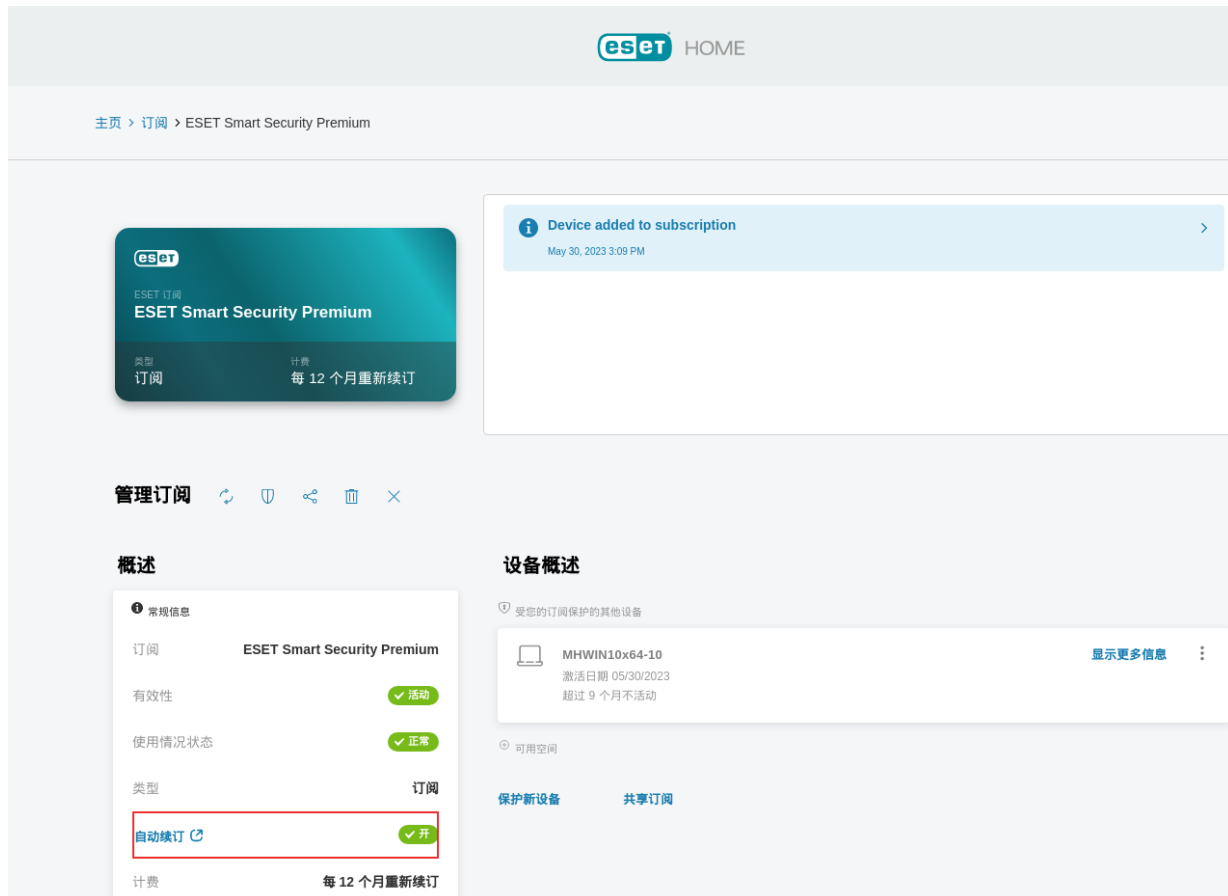 eset HOME
主页 > 订阅 > ESET Smart Security Premium
eset
ESET 订阅
ESET Smart Security Premium
类型
订阅
计费
每 12 个月重新续订
Device added to subscription
May 30, 2023 3:09 PM
管理订阅
概述
常规信息
订阅 ESET Smart Security Premium
有效性 活动
使用情况状态 正常
类型 订阅
自动续订 开
计费 每 12 个月重新续订
设备概述
受您的订阅保护的其他设备
MHWIN10x64-10
激活日期 05/30/2023
超过 9 个月不活动
显示更多信息
可用空间
保护新设备 共享订阅